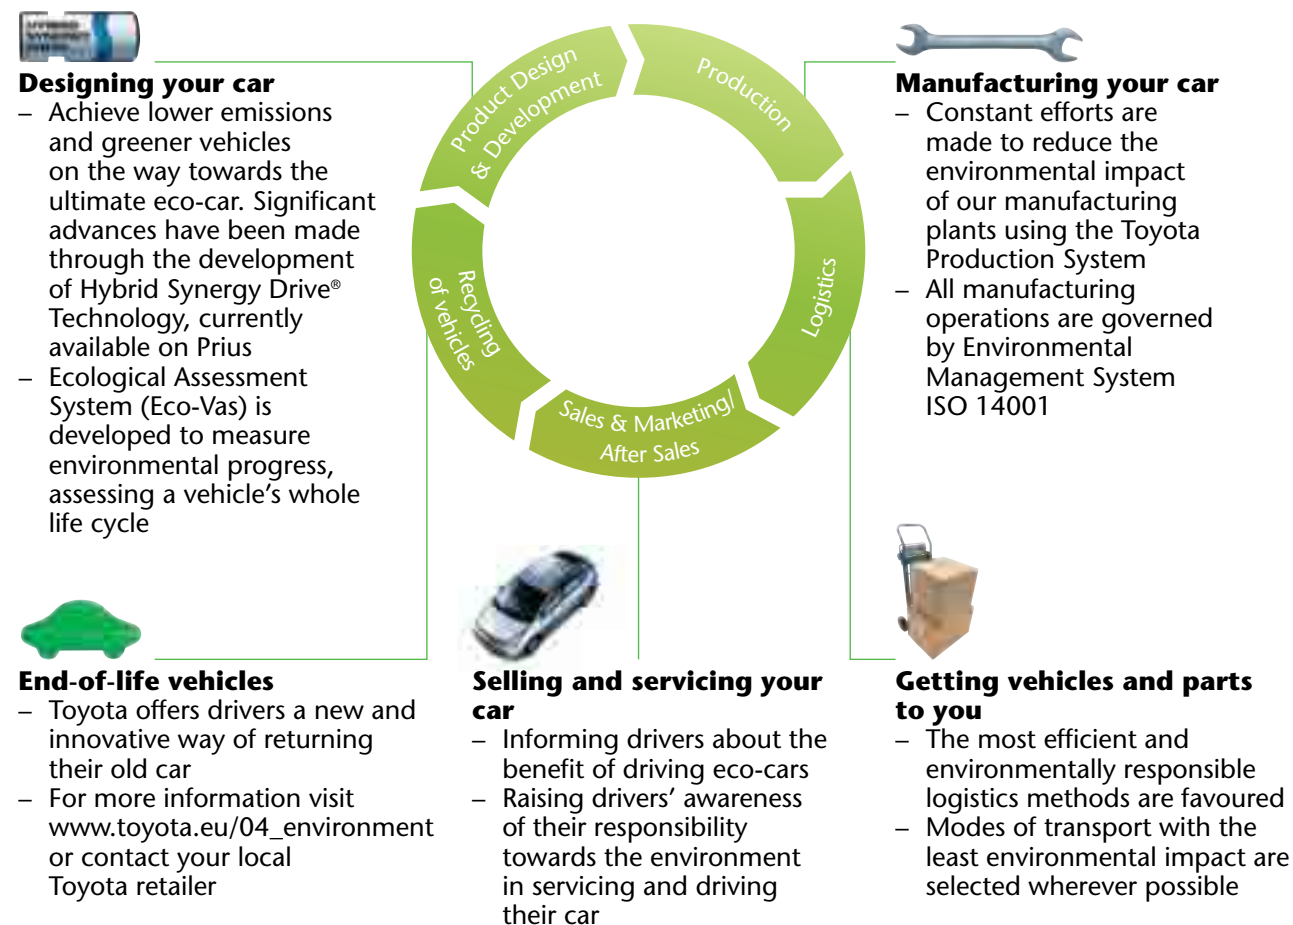 Designing your car
– Achieve lower emissions
and greener vehicles
on the way towards the
ultimate eco-car. Significant
advances have been made
through the development
of Hybrid Synergy Drive®
Technology, currently
available on Prius
– Ecological Assessment
System (Eco-Vas) is
developed to measure
environmental progress,
assessing a vehicle’s whole
life cycle
Product Design
& Development
Production
Logistics
Sales & Marketing/
After Sales
Recycling
of vehicles
Manufacturing your car
– Constant efforts are
made to reduce the
environmental impact
of our manufacturing
plants using the Toyota
Production System
– All manufacturing
operations are governed
by Environmental
Management System
ISO 14001
End-of-life vehicles
– Toyota offers drivers a new and
innovative way of returning
their old car
– For more information visit
www.toyota.eu/04_environment
or contact your local
Toyota retailer
Selling and servicing your
car
– Informing drivers about the
benefit of driving eco-cars
– Raising drivers’ awareness
of their responsibility
towards the environment
in servicing and driving
their car
Getting vehicles and parts
to you
– The most efficient and
environmentally responsible
logistics methods are favoured
– Modes of transport with the
least environmental impact are
selected wherever possible